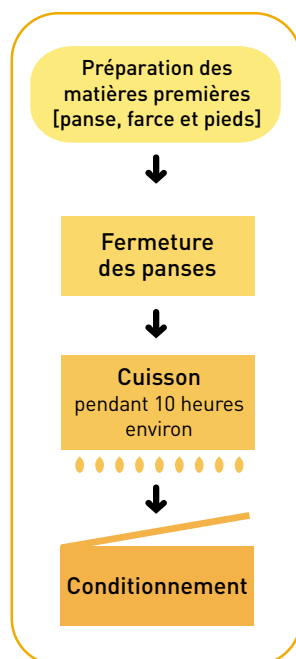 Préparation des
matières premières
[panse, farce et pieds]
Fermeture
des panses
Cuisson
pendant 10 heures
environ
Conditionnement